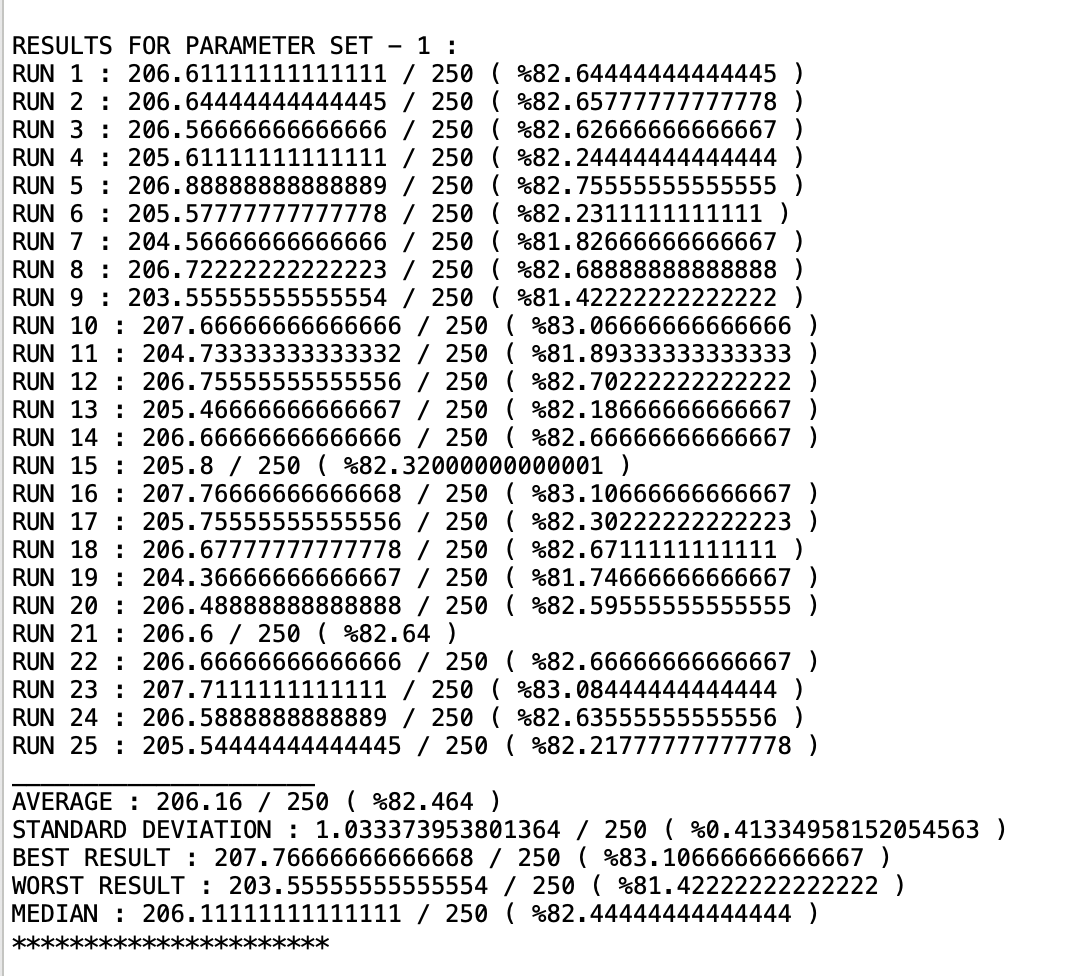 RESULTS FOR PARAMETER SET - 1 :
RUN 1 : 206.61111111111111 / 250 ( %82.64444444444445 )
RUN 2 : 206.64444444444445 / 250 ( %82.65777777777778 )
RUN 3 : 206.56666666666666 / 250 ( %82.62666666666667 )
RUN 4 : 205.61111111111111 / 250 ( %82.24444444444444 )
RUN 5 : 206.88888888888889 / 250 ( %82.75555555555555 )
RUN 6 : 205.57777777777778 / 250 ( %82.2311111111111 )
RUN 7 : 204.56666666666666 / 250 ( %81.82666666666667 )
RUN 8 : 206.72222222222223 / 250 ( %82.68888888888888 )
RUN 9 : 203.55555555555554 / 250 ( %81.42222222222222 )
RUN 10 : 207.66666666666666 / 250 ( %83.06666666666666 )
RUN 11 : 204.73333333333332 / 250 ( %81.89333333333333 )
RUN 12 : 206.75555555555556 / 250 ( %82.70222222222222 )
RUN 13 : 205.46666666666667 / 250 ( %82.18666666666667 )
RUN 14 : 206.66666666666666 / 250 ( %82.66666666666667 )
RUN 15 : 205.8 / 250 ( %82.32000000000001 )
RUN 16 : 207.76666666666668 / 250 ( %83.10666666666667 )
RUN 17 : 205.75555555555556 / 250 ( %82.30222222222223 )
RUN 18 : 206.67777777777778 / 250 ( %82.6711111111111 )
RUN 19 : 204.36666666666667 / 250 ( %81.74666666666667 )
RUN 20 : 206.48888888888888 / 250 ( %82.59555555555555 )
RUN 21 : 206.6 / 250 ( %82.64 )
RUN 22 : 206.66666666666666 / 250 ( %82.66666666666667 )
RUN 23 : 207.7111111111111 / 250 ( %83.08444444444444 )
RUN 24 : 206.5888888888889 / 250 ( %82.63555555555556 )
RUN 25 : 205.54444444444445 / 250 ( %82.21777777777778 )
_____________________
AVERAGE : 206.16 / 250 ( %82.464 )
STANDARD DEVIATION : 1.033373953801364 / 250 ( %0.41334958152054563 )
BEST RESULT : 207.76666666666668 / 250 ( %83.10666666666667 )
WORST RESULT : 203.55555555555554 / 250 ( %81.42222222222222 )
MEDIAN : 206.11111111111111 / 250 ( %82.44444444444444 )
**********************